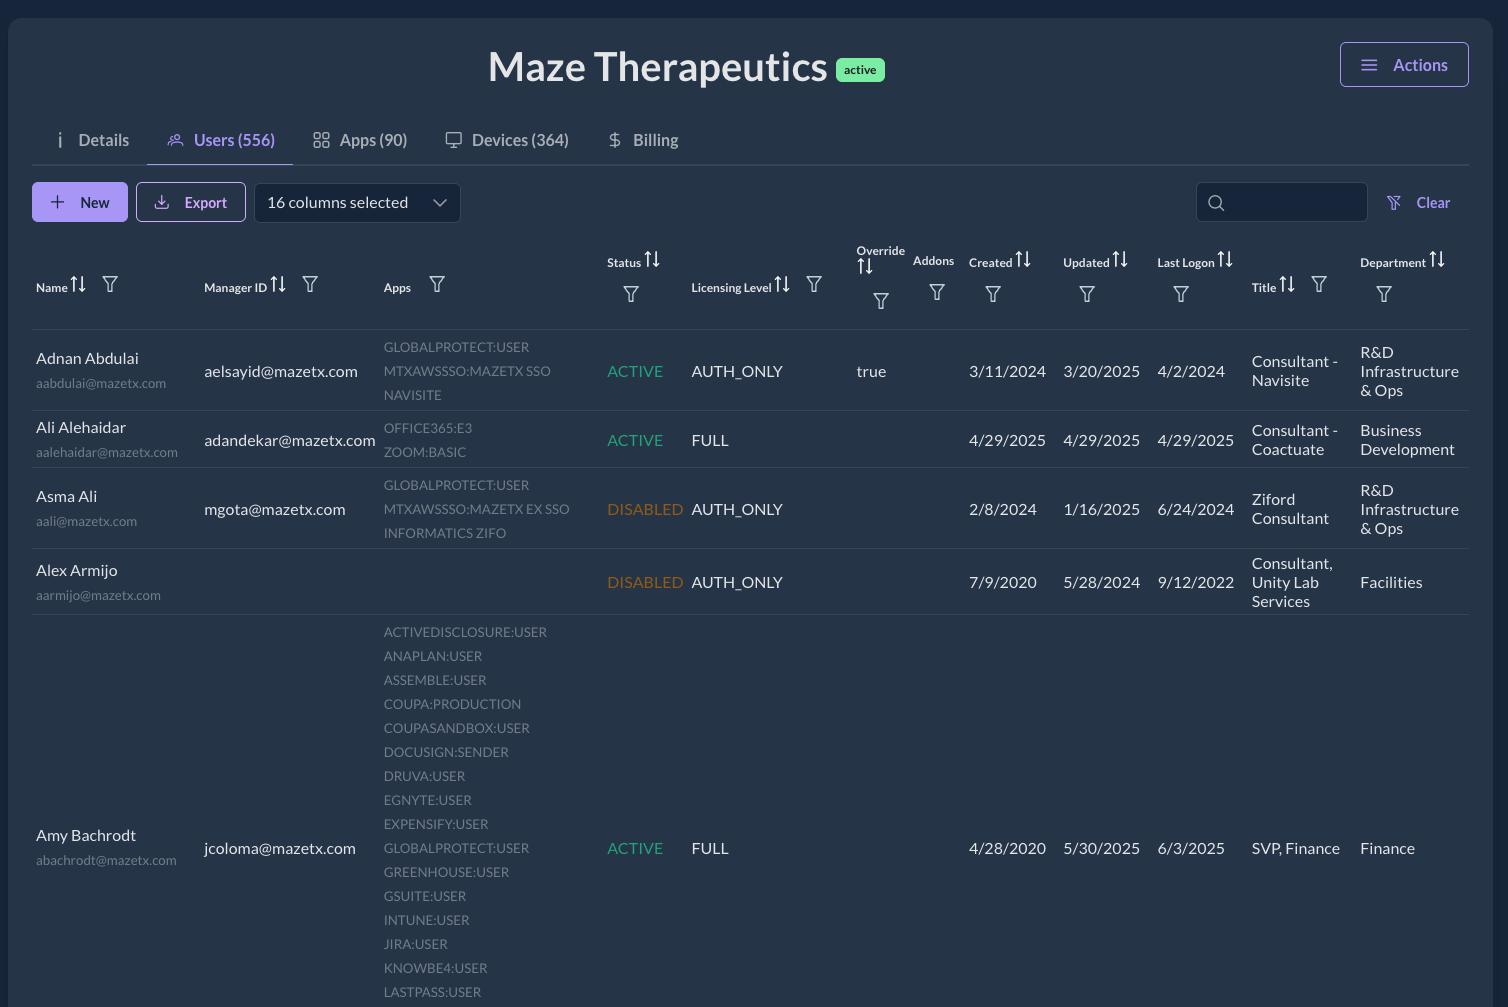 Maze Therapeutics active
Actions
Details Users (556) Apps (90) Devices (364) Billing
New Export 16 columns selected Clear
Name Manager ID Apps Status Licensing Level Override Addons Created Updated Last Logon Title Department
Adnan Abdulai
aabdulai@mazetx.com
aelsayid@mazetx.com
GLOBALPROTECT:USER
MTXAWSSSO:MAZETX SSO
NAVISITE
ACTIVE
AUTH_ONLY
true
3/11/2024
3/20/2025
4/2/2024
Consultant -
Navisite
R&D
Infrastructure
& Ops
Ali Alehaidar
aalehaidar@mazetx.com
adandekar@mazetx.com
OFFICE365:E3
ZOOM:BASIC
ACTIVE
FULL
4/29/2025
4/29/2025
4/29/2025
Consultant -
Coactuate
Business
Development
Asma Ali
aali@mazetx.com
mgota@mazetx.com
GLOBALPROTECT:USER
MTXAWSSSO:MAZETX EX SSO
INFORMATICS ZIFO
DISABLED
AUTH_ONLY
2/8/2024
1/16/2025
6/24/2024
Ziford
Consultant
R&D
Infrastructure
& Ops
Alex Armijo
aarmijo@mazetx.com
DISABLED
AUTH_ONLY
7/9/2020
5/28/2024
9/12/2022
Consultant,
Unity Lab
Services
Facilities
Amy Bachrodt
abachrodt@mazetx.com
jcoloma@mazetx.com
ACTIVEDISCLOSURE:USER
ANAPLAN:USER
ASSEMBLE:USER
COUPA:PRODUCTION
COUPASANDBOX:USER
DOCUSIGN:SENDER
DRUVA:USER
EGNYTE:USER
EXPENSIFY:USER
GLOBALPROTECT:USER
GREENHOUSE:USER
GSUITE:USER
INTUNE:USER
JIRA:USER
KNOWBE4:USER
LASTPASS:USER
ACTIVE
FULL
4/28/2020
5/30/2025
6/3/2025
SVP, Finance
Finance